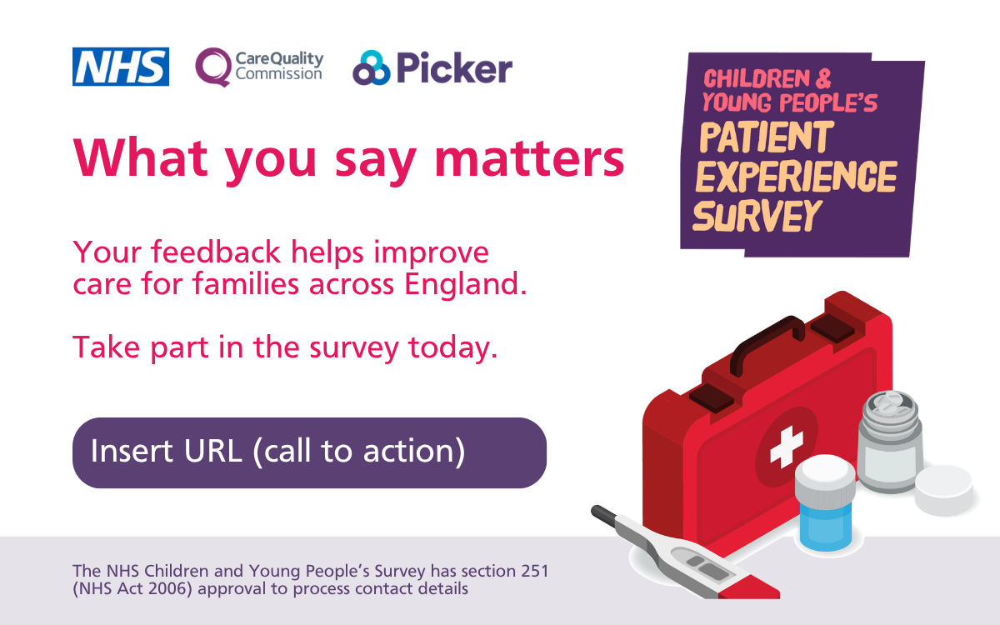 NHS
CareQuality
Commission
Picker
CHILDREN &
YOUNG PEOPLE'S
PATIENT
EXPERIENCE
SURVEY
What you say matters
Your feedback helps improve
care for families across England.
Take part in the survey today.
Insert URL (call to action)
The NHS Children and Young People's Survey has section 251
(NHS Act 2006) approval to process contact details